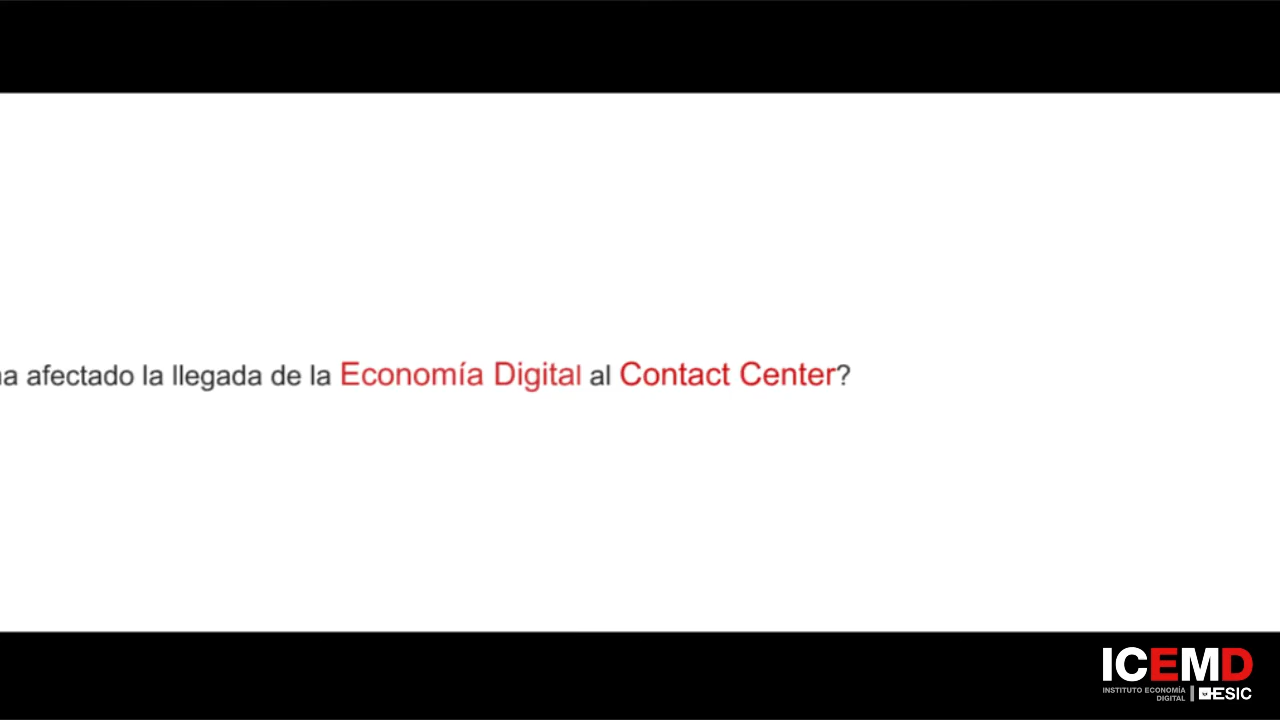 afectado la llegada de la Economía Digital al Contact Center?
ICEMD
INSTITUTO ECONOMÍA
DIGITAL
ESIC